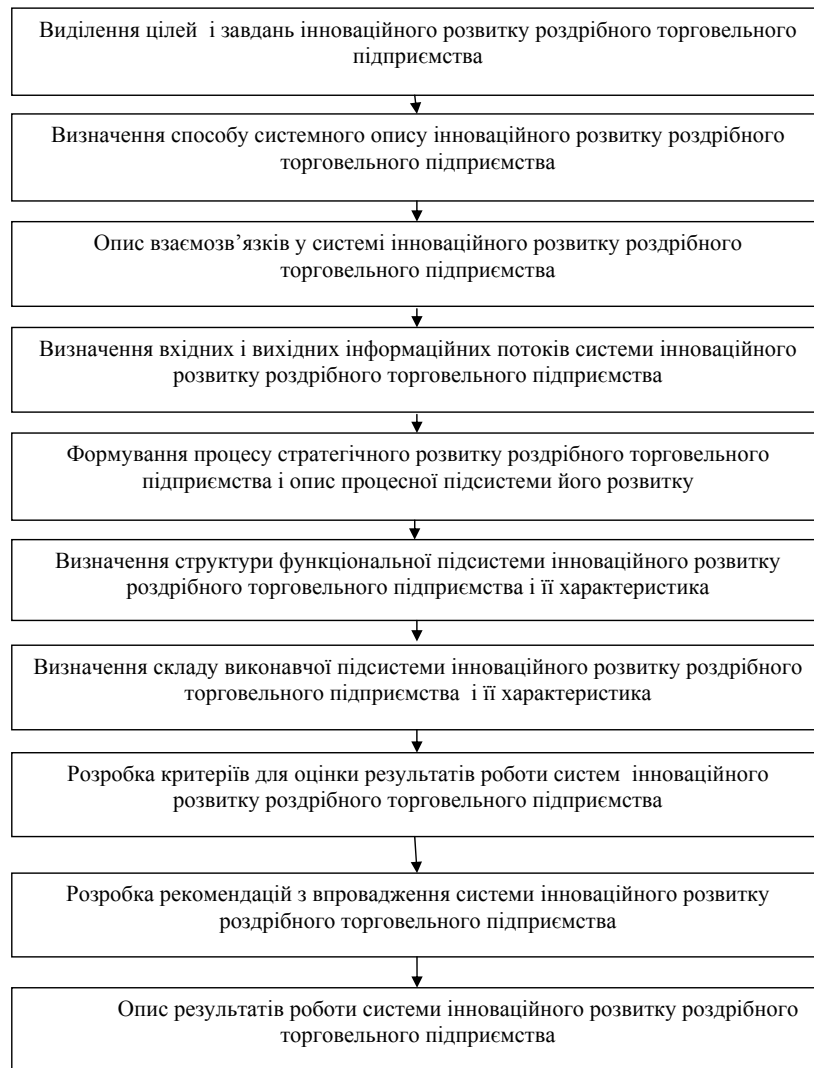 Виділення цілей і завдань інноваційного розвитку роздрібного торговельного
підприємства
Визначення способу системного опису інноваційного розвитку роздрібного
торговельного підприємства
Опис взаємозв’язків у системі інноваційного розвитку роздрібного
торговельного підприємства
Визначення вхідних і вихідних інформаційних потоків системи інноваційного
розвитку роздрібного торговельного підприємства
Формування процесу стратегічного розвитку роздрібного торговельного
підприємства і опис процесної підсистеми його розвитку
Визначення структури функціональної підсистеми інноваційного розвитку
роздрібного торговельного підприємства і її характеристика
Визначення складу виконавчої підсистеми інноваційного розвитку роздрібного
торговельного підприємства і її характеристика
Розробка критеріїв для оцінки результатів роботи систем інноваційного
розвитку роздрібного торговельного підприємства
Розробка рекомендацій з впровадження системи інноваційного розвитку
роздрібного торговельного підприємства
Опис результатів роботи системи інноваційного розвитку роздрібного
торговельного підприємства